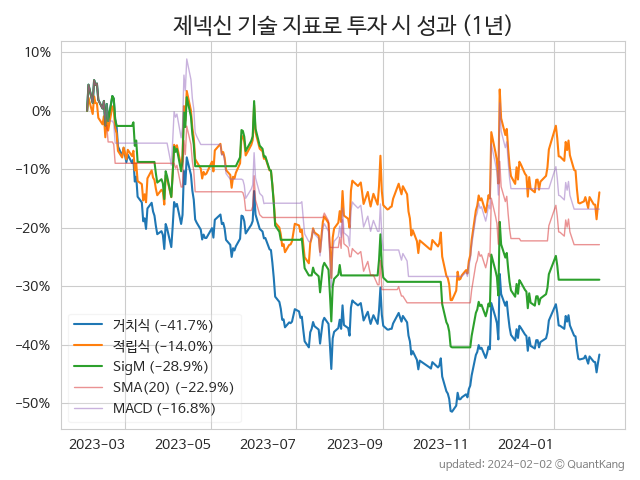 제넥신 기술 지표로 투자 시 성과 (1년)
10%
0%
−10%
−20%
−30%
−40%
−50%
거치식 (−41.7%)
적립식 (−14.0%)
SigM (−28.9%)
SMA(20) (−22.9%)
MACD (−16.8%)
2023−03 2023−05 2023−07 2023−09 2023−11 2024−01
updated: 2024−02−02 © QuantKang